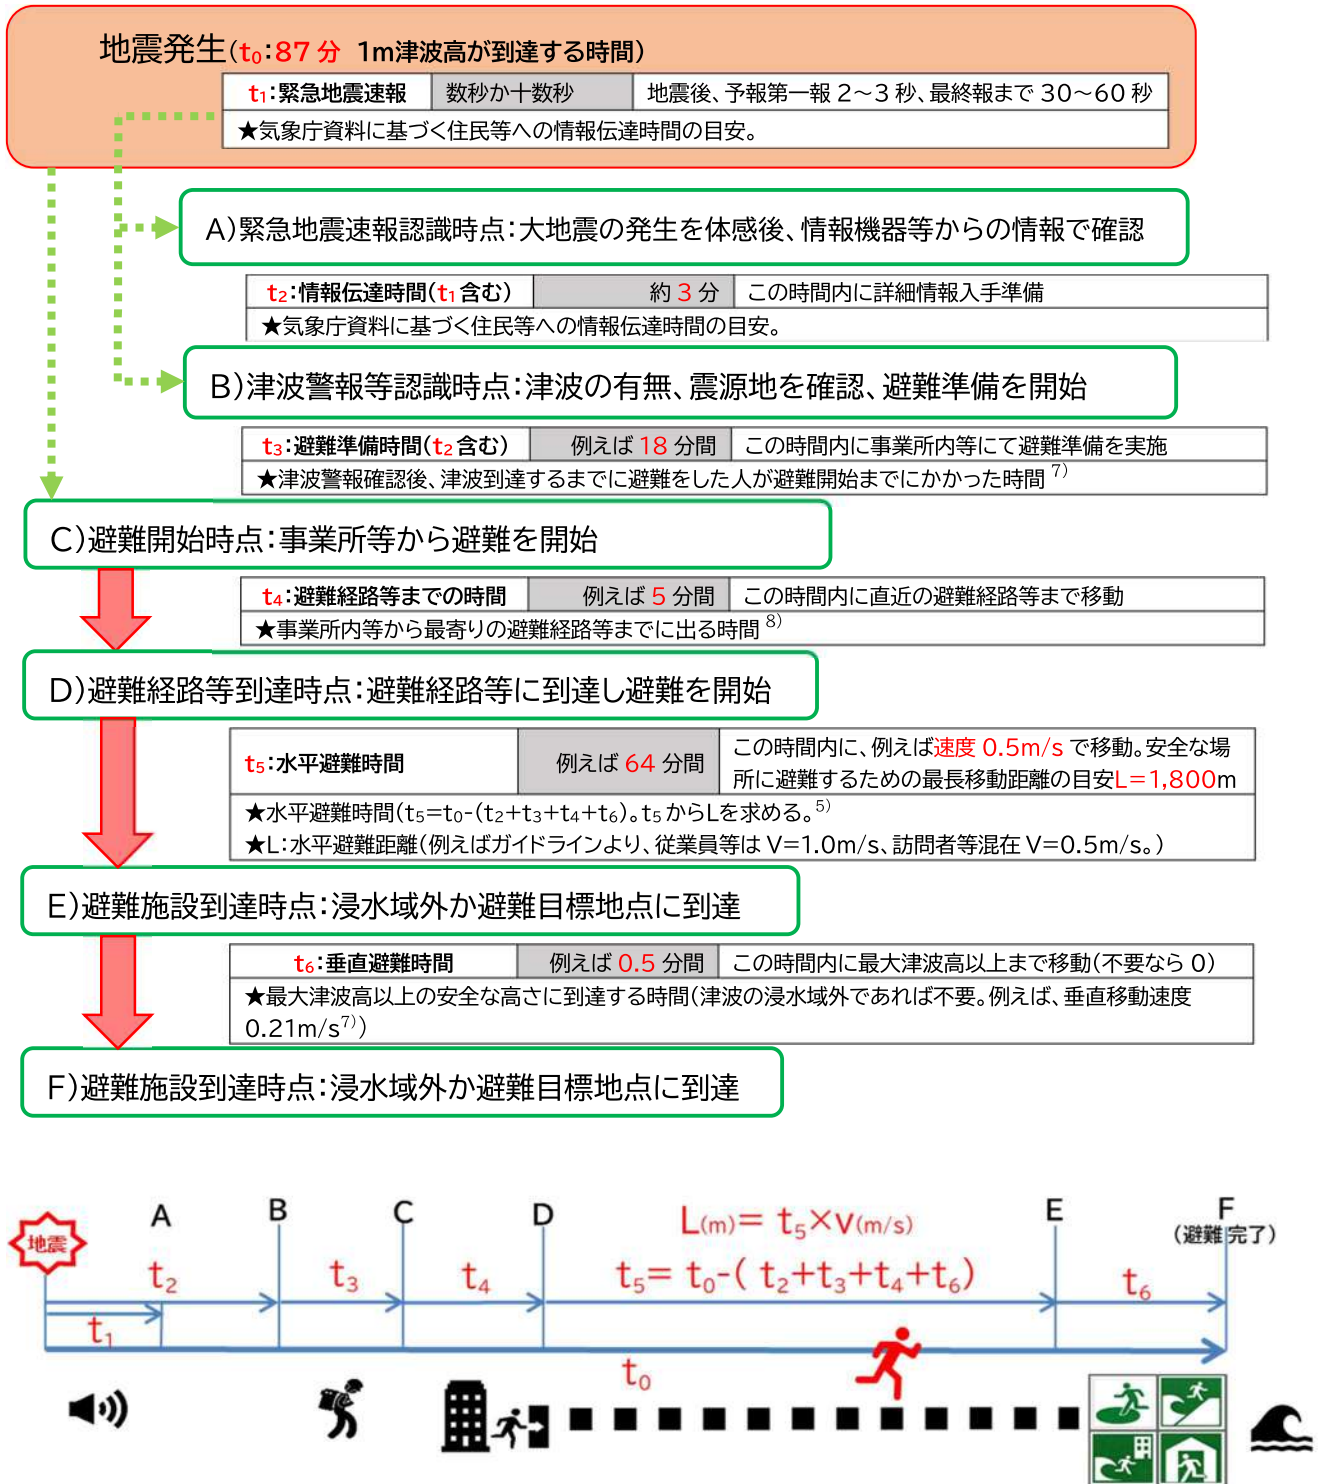 地震発生(t₀:87分 1m津波高が到達する時間)
t₁:緊急地震速報 数秒か十数秒 地震後、予報第一報2～3秒、最終報まで30～60秒
★気象庁資料に基づく住民等への情報伝達時間の目安。
A)緊急地震速報認識時点:大地震の発生を体感後、情報機器等からの情報で確認
t₂:情報伝達時間(t₁含む) 約3分 この時間内に詳細情報入手準備
★気象庁資料に基づく住民等への情報伝達時間の目安。
B)津波警報等認識時点:津波の有無、震源地を確認、避難準備を開始
t₃:避難準備時間(t₂含む) 例えば18分間 この時間内に事業所内等にて避難準備を実施
★津波警報確認後、津波到達するまでに避難をした人が避難開始までにかかった時間7)
C)避難開始時点:事業所等から避難を開始
t₄:避難経路等までの時間 例えば5分間 この時間内に直近の避難経路等まで移動
★事業所内等から最寄りの避難経路等までに出る時間8)
D)避難経路等到達時点:避難経路等に到達し避難を開始
t₅:水平避難時間 例えば64分間 この時間内に、例えば速度0.5m/sで移動。安全な場
所に避難するための最長移動距離の目安L=1,800m
★水平避難時間(t₅=t₀-(t₂+t₃+t₄+t₆)。t₅からLを求める。5)
★L:水平避難距離(例えばガイドラインより、従業員等はV=1.0m/s、訪問者等混在V=0.5m/s。)
E)避難施設到達時点:浸水域外か避難目標地点に到達
t₆:垂直避難時間 例えば0.5分間 この時間内に最大津波高以上まで移動(不要なら0)
★最大津波高以上の安全な高さに到達する時間(津波の浸水域外であれば不要。例えば、垂直移動速度
0.21m/s7))
F)避難施設到達時点:浸水域外か避難目標地点に到達
地震 A B C D L(m)= t₅×v(m/s) E F
(避難完了)
t₂ t₃ t₄ t₅= t₀-( t₂+t₃+t₄+t₆) t₆
t₁
t₀